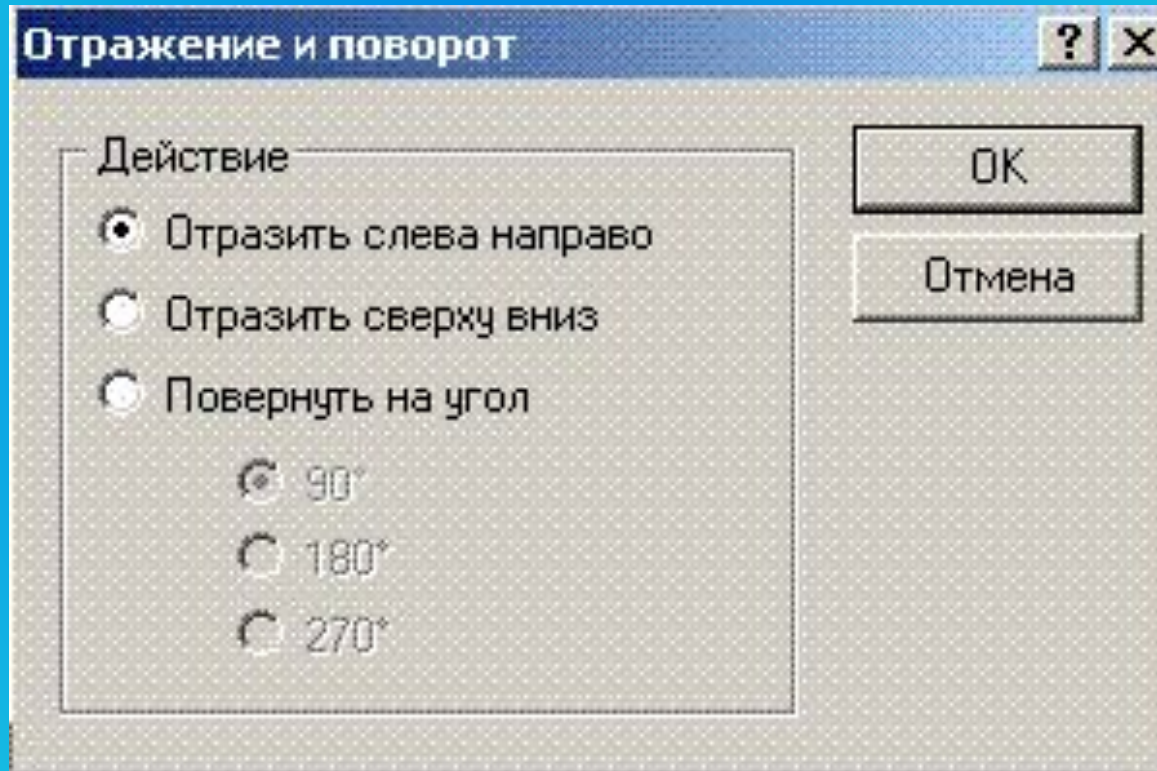 Отражение и поворот
Действие
Отразить слева направо
Отразить сверху вниз
Повернуть на угол
90°
180°
270°
OK
Отмена